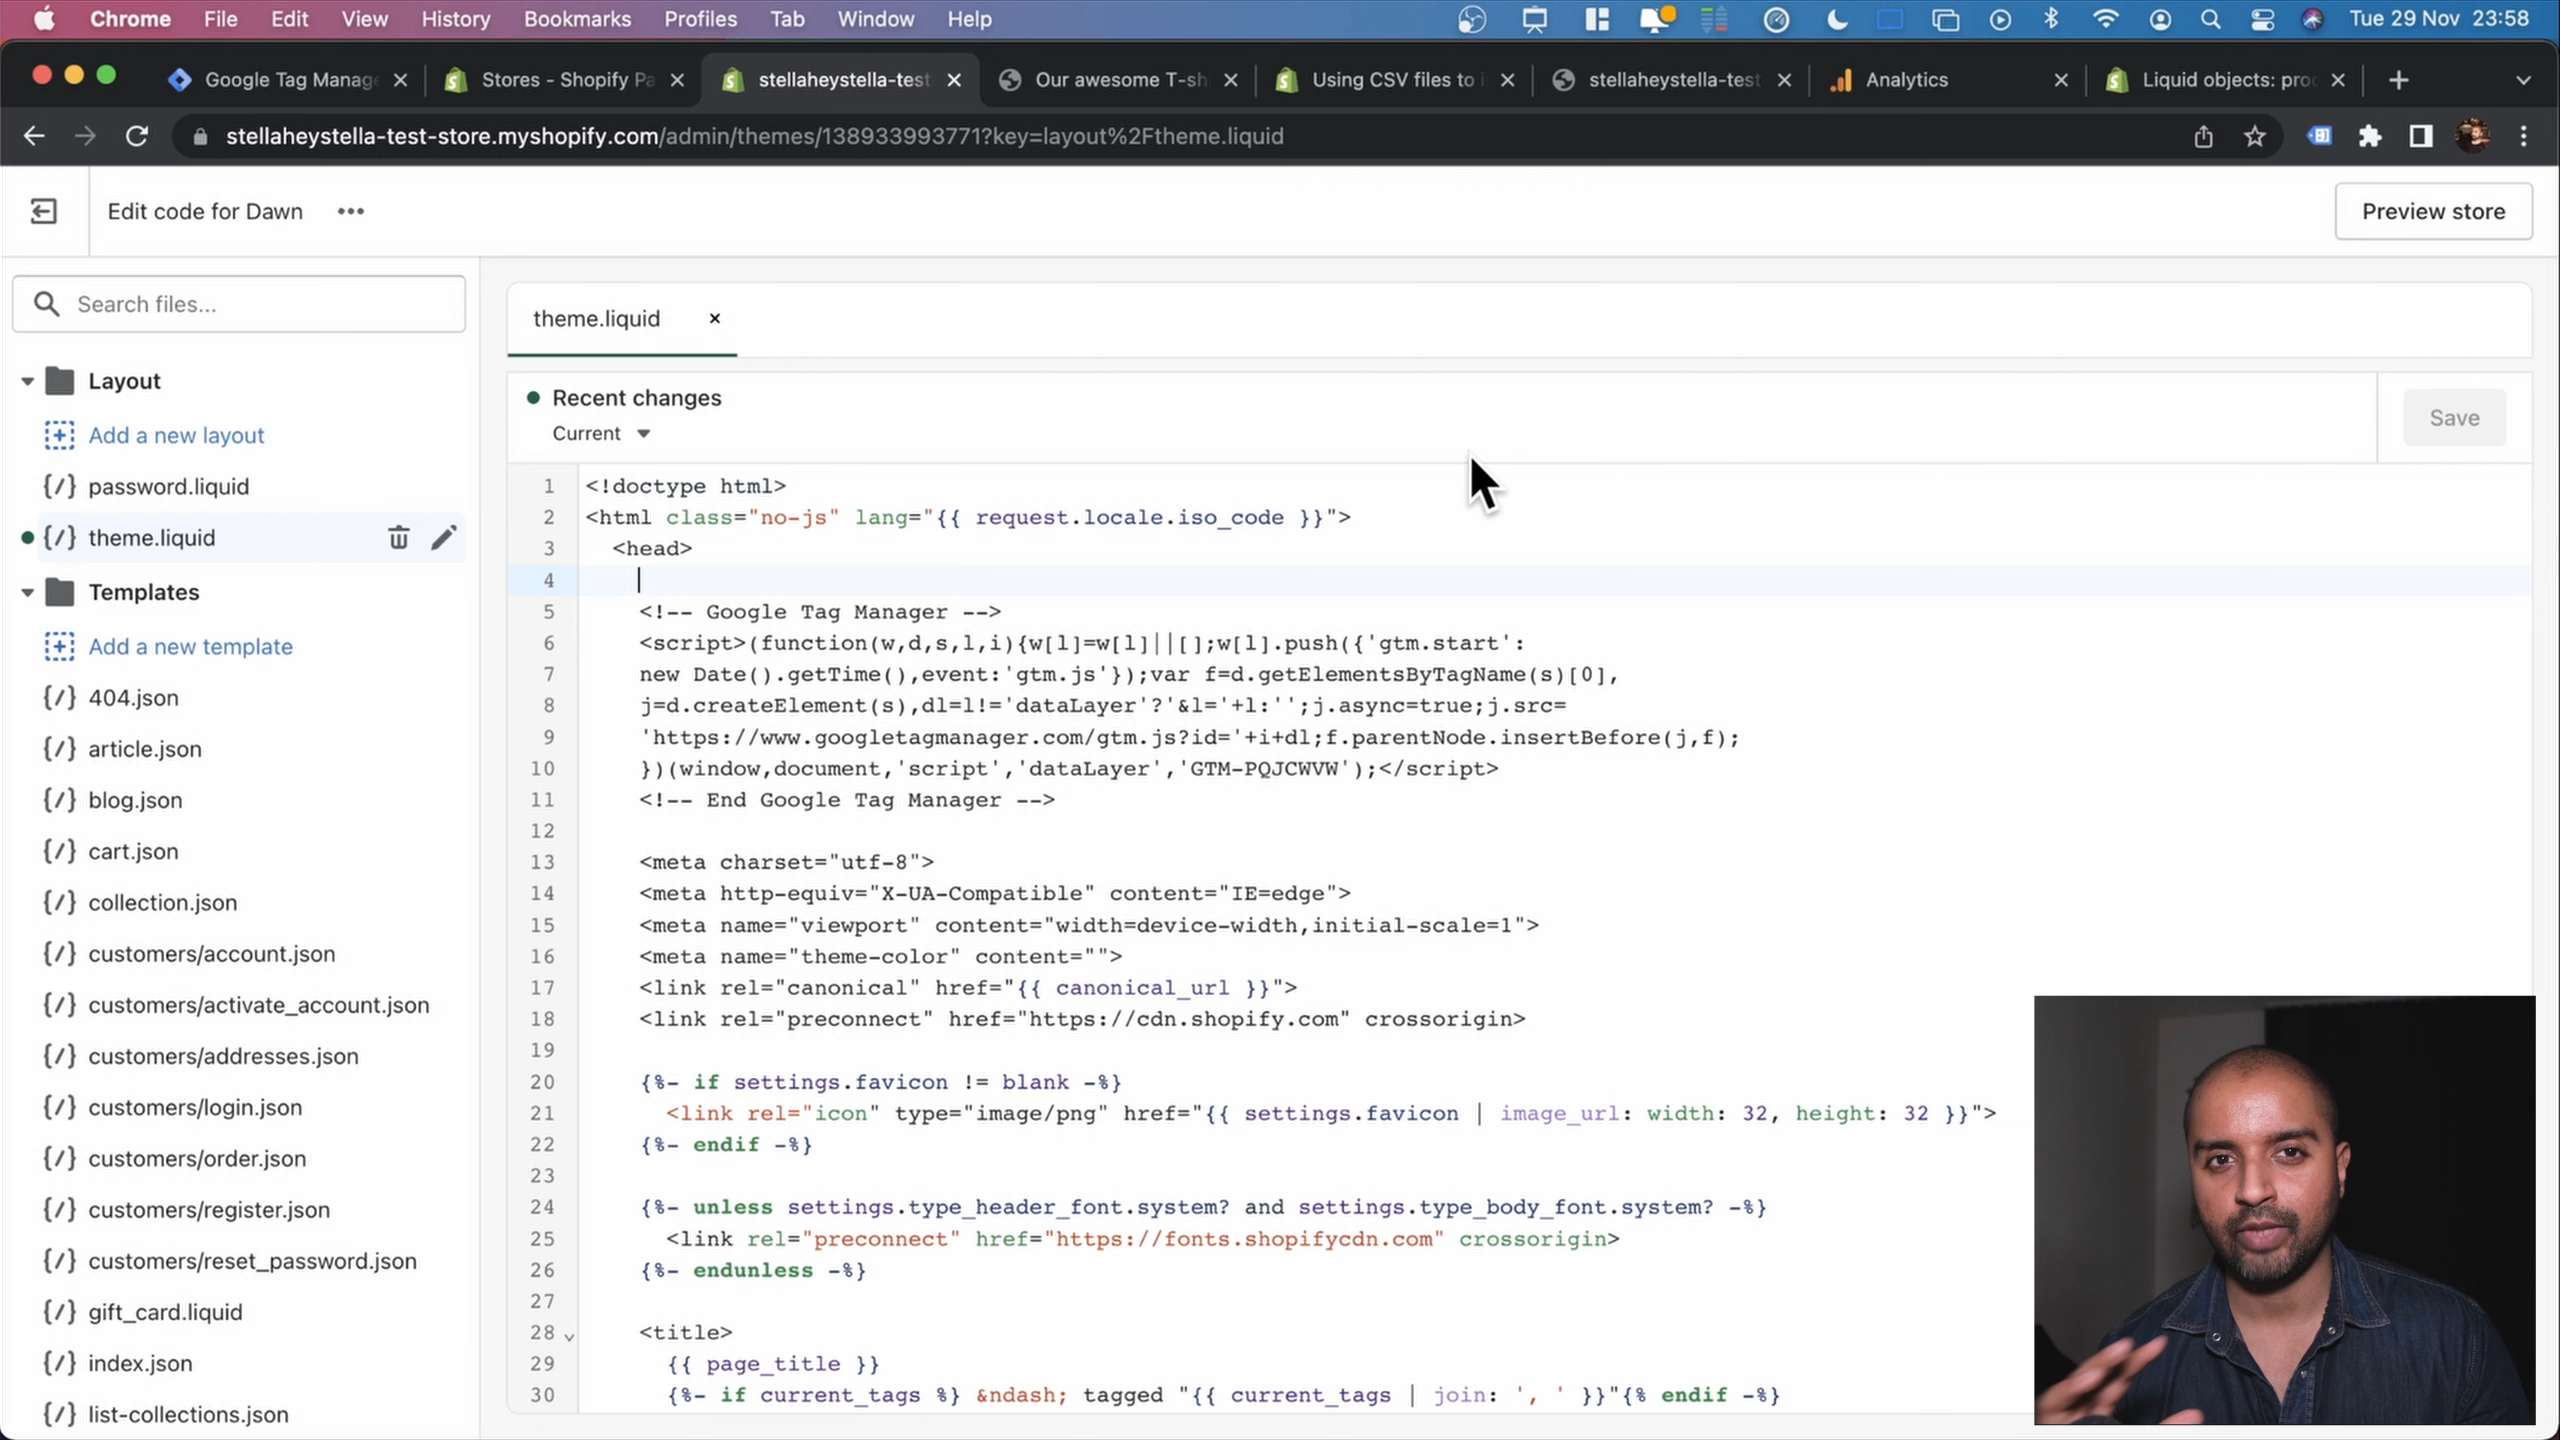 Chrome File Edit View History Bookmarks Profiles Tab Window Help Tue 29 Nov 23:58
Google Tag Manage Stores - Shopify Pa stellaheystella-test Our awesome T-sh Using CSV files to i stellaheystella-test Analytics Liquid objects: pro
stellaheystella-test-store.myshopify.com/admin/themes/138933993771?key=layout%2Ftheme.liquid
Edit code for Dawn ••• Preview store
Search files...
Layout
Add a new layout
{/} password.liquid
{/} theme.liquid
Templates
Add a new template
{/} 404.json
{/} article.json
{/} blog.json
{/} cart.json
{/} collection.json
{/} customers/account.json
{/} customers/activate_account.json
{/} customers/addresses.json
{/} customers/login.json
{/} customers/order.json
{/} customers/register.json
{/} customers/reset_password.json
{/} gift_card.liquid
{/} index.json
{/} list-collections.json
theme.liquid ×
Recent changes
Current
Save
1 <!doctype html>
2 <html class="no-js" lang="{{ request.locale.iso_code }}">
3 <head>
4
5 <!-- Google Tag Manager -->
6 <script>(function(w,d,s,l,i){w[l]=w[l]||[];w[l].push({'gtm.start':
7 new Date().getTime(),event:'gtm.js'});var f=d.getElementsByTagName(s)[0],
8 j=d.createElement(s),dl=l!='dataLayer'?'&l='+l:'';j.async=true;j.src=
9 'https://www.googletagmanager.com/gtm.js?id='+i+dl;f.parentNode.insertBefore(j,f);
10 })(window,document,'script','dataLayer','GTM-PQJCWVW');</script>
11 <!-- End Google Tag Manager -->
12
13 <meta charset="utf-8">
14 <meta http-equiv="X-UA-Compatible" content="IE=edge">
15 <meta name="viewport" content="width=device-width,initial-scale=1">
16 <meta name="theme-color" content="">
17 <link rel="canonical" href="{{ canonical_url }}">
18 <link rel="preconnect" href="https://cdn.shopify.com" crossorigin>
19
20 {%- if settings.favicon != blank -%}
21 <link rel="icon" type="image/png" href="{{ settings.favicon | image_url: width: 32, height: 32 }}">
22 {%- endif -%}
23
24 {%- unless settings.type_header_font.system? and settings.type_body_font.system? -%}
25 <link rel="preconnect" href="https://fonts.shopifycdn.com" crossorigin>
26 {%- endunless -%}
27
28 <title>
29 {{ page_title }}
30 {%- if current_tags %} &ndash; tagged "{{ current_tags | join: ', ' }}"{% endif -%}